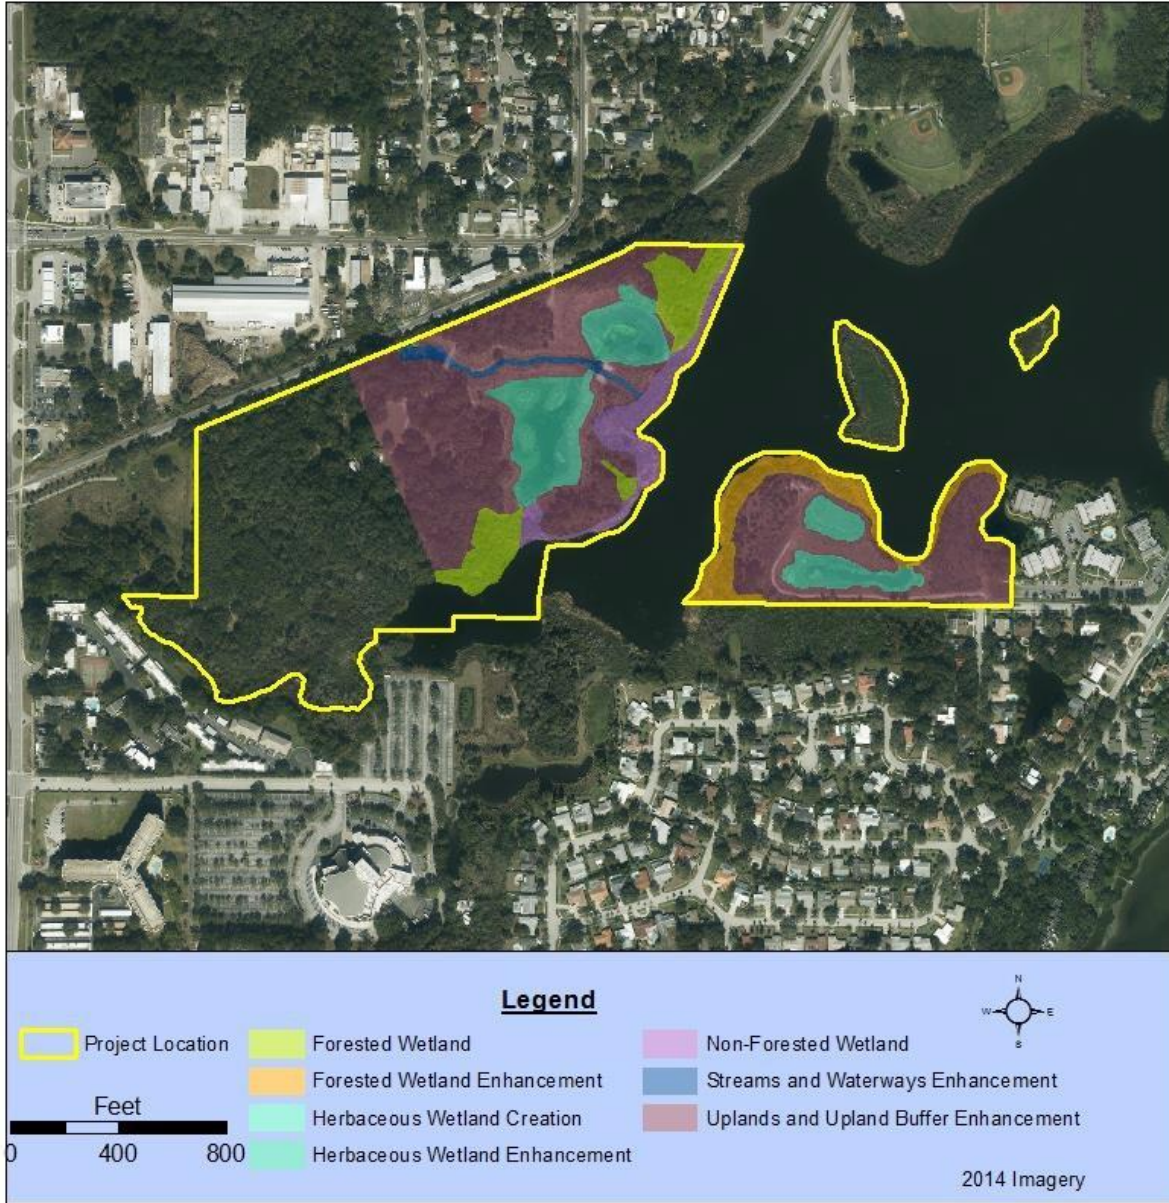 Legend
N
W E
S
Project Location
Forested Wetland
Non-Forested Wetland
Forested Wetland Enhancement
Streams and Waterways Enhancement
Feet
Herbaceous Wetland Creation
Uplands and Upland Buffer Enhancement
0 400 800
Herbaceous Wetland Enhancement
2014 Imagery